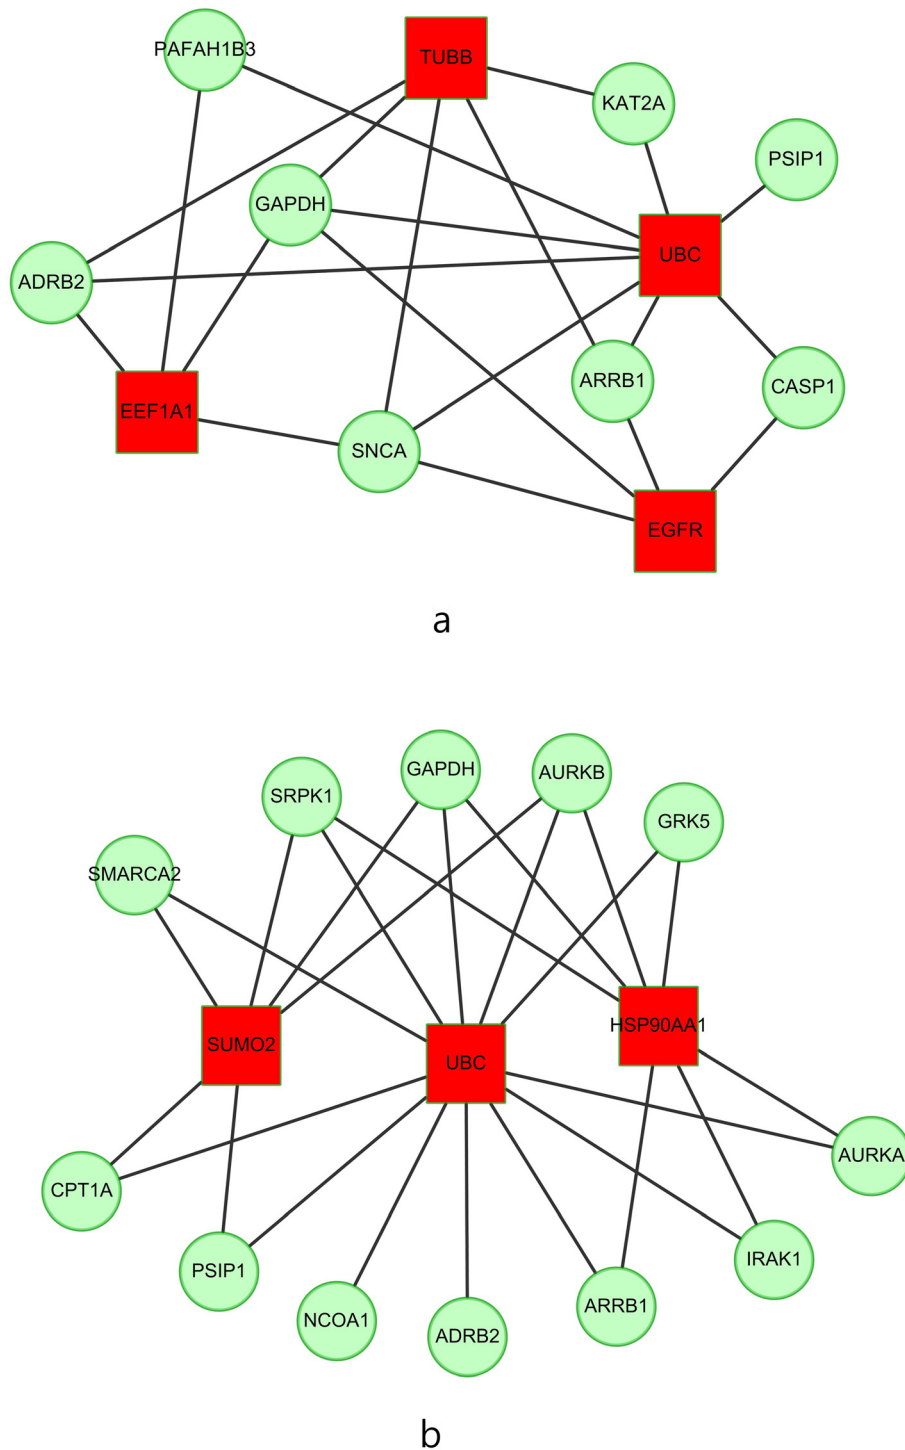 PAFAH1B3
TUBB
KAT2A
PSIP1
GAPDH
UBC
ADRB2
ARRB1
CASP1
EEF1A1
SNCA
EGFR
a
GAPDH
AURKB
SRPK1
GRK5
SMARCA2
HSP90AA1
SUMO2
UBC
AURKA
CPT1A
IRAK1
PSIP1
ARRB1
NCOA1
ADRB2
b